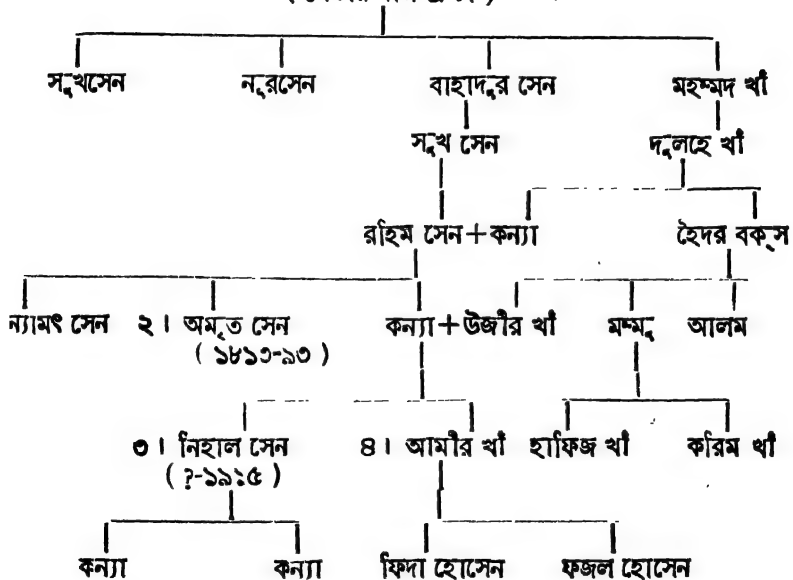 সুখসেন নূরসেন বাহাদুর সেন মহম্মদ খাঁ
সুখ সেন দুলহে খাঁ
রহিম সেন + কন্যা হৈদর বক্‌স
ন্যামৎ সেন ২। অমৃত সেন কন্যা + উজীর খাঁ মম্মু আলম
( ১৮১৩-৯৩ )
৩। নিহাল সেন ৪। আমীর খাঁ হাফিজ খাঁ করিম খাঁ
( ?-১৯১৫ )
কন্যা কন্যা ফিদা হোসেন ফজল হোসেন